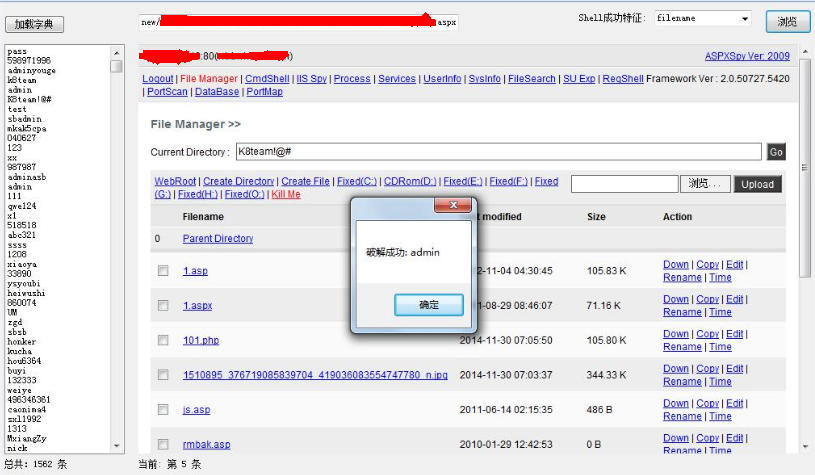 加载字典
new/
aspx
Shell成功特征:
filename
浏览
pass
598971996
adminyouge
k8team
admin
K8team!@#
test
sbadmin
mkak5cpa
040627
123
xx
987987
adminasb
admin
111
qwe124
x1
518518
abc321
ssss
1208
xiaoya
33890
ysyoubi
heiwushi
860074
UM
zgd
sbsb
honker
kucha
hou6364
buyi
132333
weiye
496346361
caonima4
sxl1992
1313
MxiangZy
nick
总共: 1562 条
:80(
)
ASPXSpy Ver: 2009
Logout | File Manager | CmdShell | IIS Spy | Process | Services | UserInfo | SysInfo | FileSearch | SU Exp | RegShell Framework Ver : 2.0.50727.5420
| PortScan | DataBase | PortMap
File Manager >>
Current Directory : K8team!@# Go
WebRoot | Create Directory | Create File | Fixed(C:) | CDRom(D:) | Fixed(E:) | Fixed(F:) | Fixed
(G:) | Fixed(H:) | Fixed(O:) | Kill Me
浏览... Upload
Filename modified Size Action
0 Parent Directory
1.asp 2-11-04 04:30:45 105.83 K Down | Copy | Edit |
Rename | Time
1.aspx 1-08-29 08:46:07 71.16 K Down | Copy | Edit |
Rename | Time
101.php 2014-11-30 07:05:50 105.80 K Down | Copy | Edit |
Rename | Time
1510895_376719085839704_419036083554747780_n.jpg 2014-11-30 07:03:37 344.33 K Down | Copy | Edit |
Rename | Time
js.asp 2011-06-14 02:15:35 486 B Down | Copy | Edit |
Rename | Time
rmbak.asp 2010-01-29 12:42:53 0 B Down | Copy | Edit |
Rename | Time
破解成功: admin
确定
当前: 第 5 条